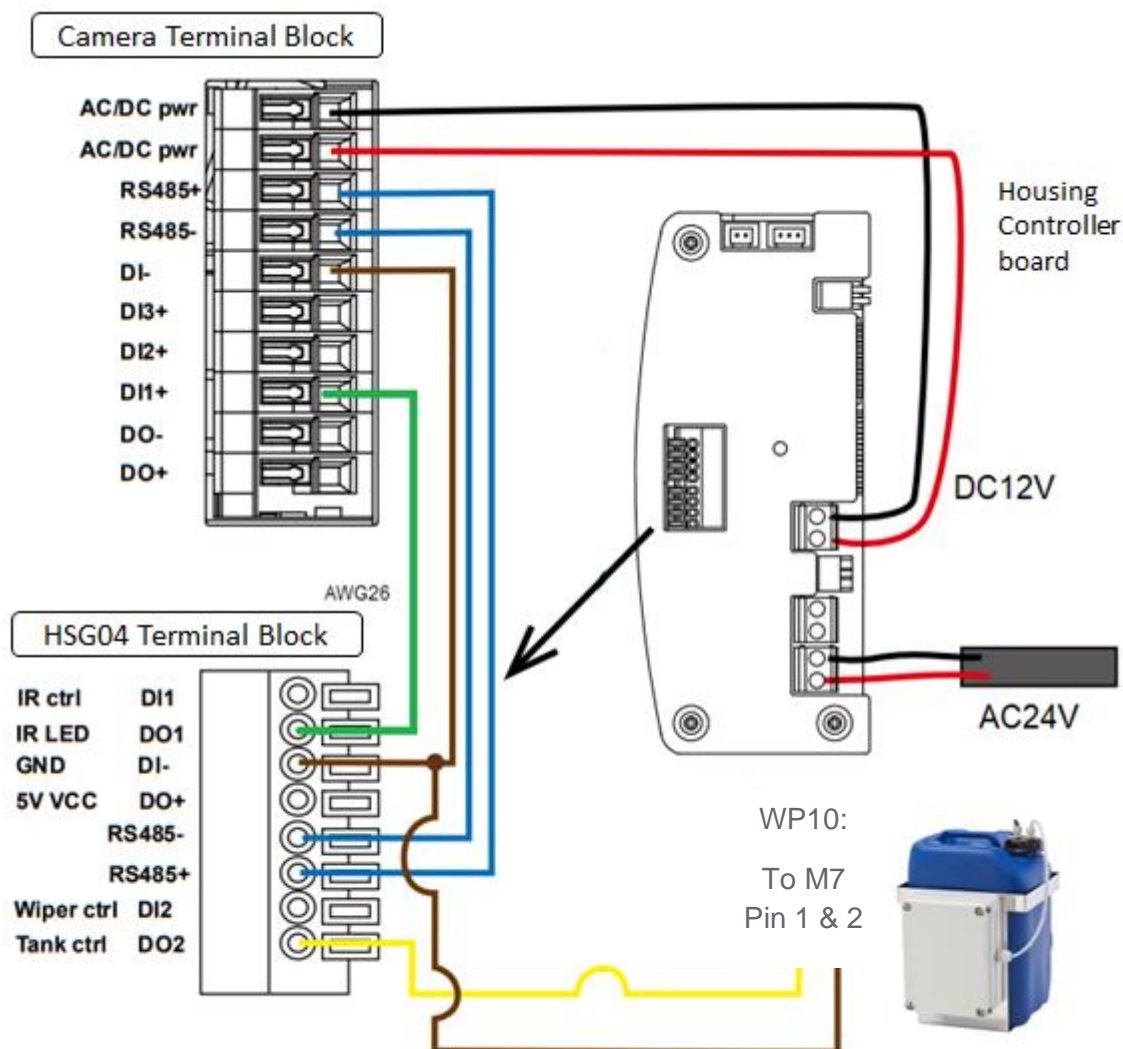 Camera Terminal Block
AC/DC pwr
AC/DC pwr
RS485+
RS485-
DI-
DI3+
DI2+
DI1+
DO-
DO+
AWG26
Housing
Controller
board
DC12V
AC24V
HSG04 Terminal Block
IR ctrl DI1
IR LED DO1
GND DI-
5V VCC DO+
RS485-
RS485+
Wiper ctrl DI2
Tank ctrl DO2
WP10:
To M7
Pin 1 & 2